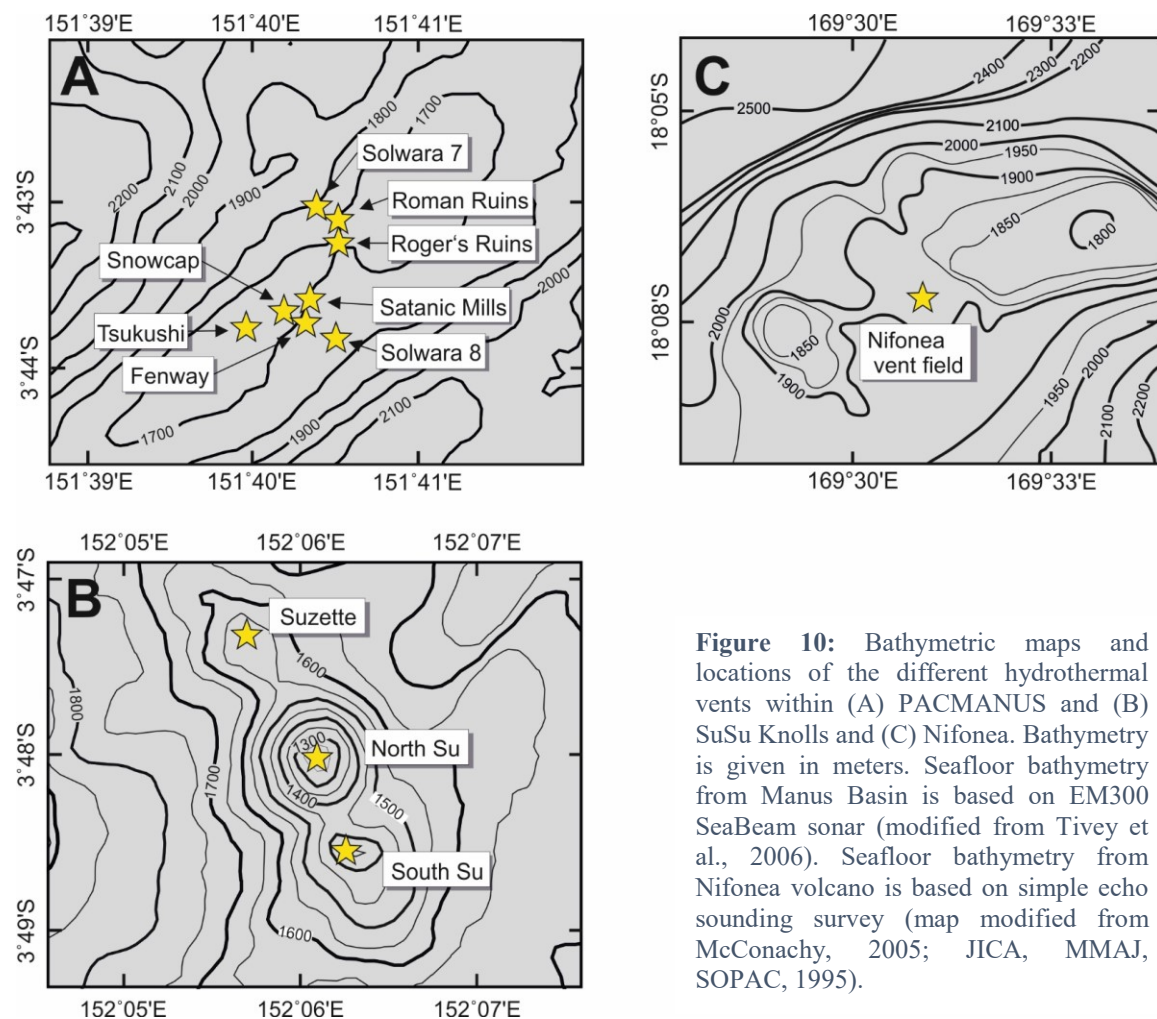 151˚39'E 151˚40'E 151˚41'E
A
1800
1700
Solwara 7
2200
2100
2000
1900
3˚43'S
Roman Ruins
Roger‘s Ruins
Snowcap
2000
Satanic Mills
Tsukushi
Solwara 8
Fenway
3˚44'S
1700
1900
2100
151˚39'E 151˚40'E 151˚41'E
169˚30'E 169˚33'E
C
2400
2300
2200
2500
18˚05'S
2100
2000
1950
1900
1850
1800
18˚08'S
2000
1850
1900
Nifonea
vent field
1950
2000
2100
2200
169˚30'E 169˚33'E
152˚05'E 152˚06'E 152˚07'E
3˚47'S
B
Suzette
1600
1800
1700
1300
North Su
3˚48'S
1400
1500
South Su
1600
3˚49'S
152˚05'E 152˚06'E 152˚07'E
Figure 10: Bathymetric maps and
locations of the different hydrothermal
vents within (A) PACMANUS and (B)
SuSu Knolls and (C) Nifonea. Bathymetry
is given in meters. Seafloor bathymetry
from Manus Basin is based on EM300
SeaBeam sonar (modified from Tivey et
al., 2006). Seafloor bathymetry from
Nifonea volcano is based on simple echo
sounding survey (map modified from
McConachy, 2005; JICA, MMAJ,
SOPAC, 1995).